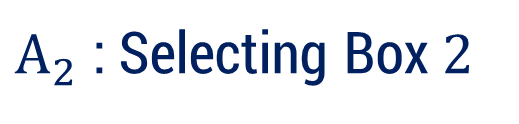 A₂ : Selecting Box 2